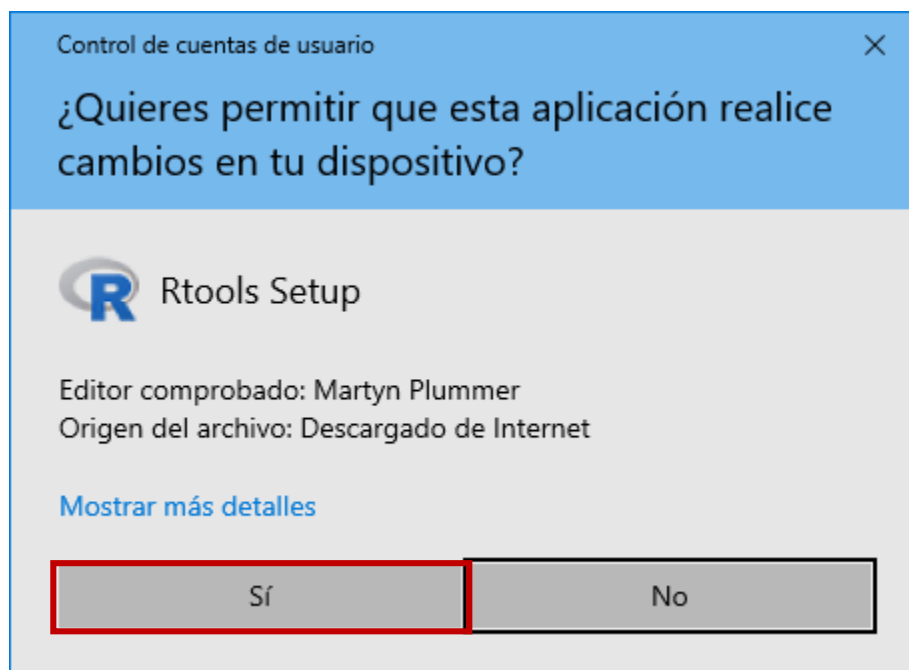 Control de cuentas de usuario
¿Quieres permitir que esta aplicación realice
cambios en tu dispositivo?
R
Rtools Setup
Editor comprobado: Martyn Plummer
Origen del archivo: Descargado de Internet
Mostrar más detalles
Sí
No